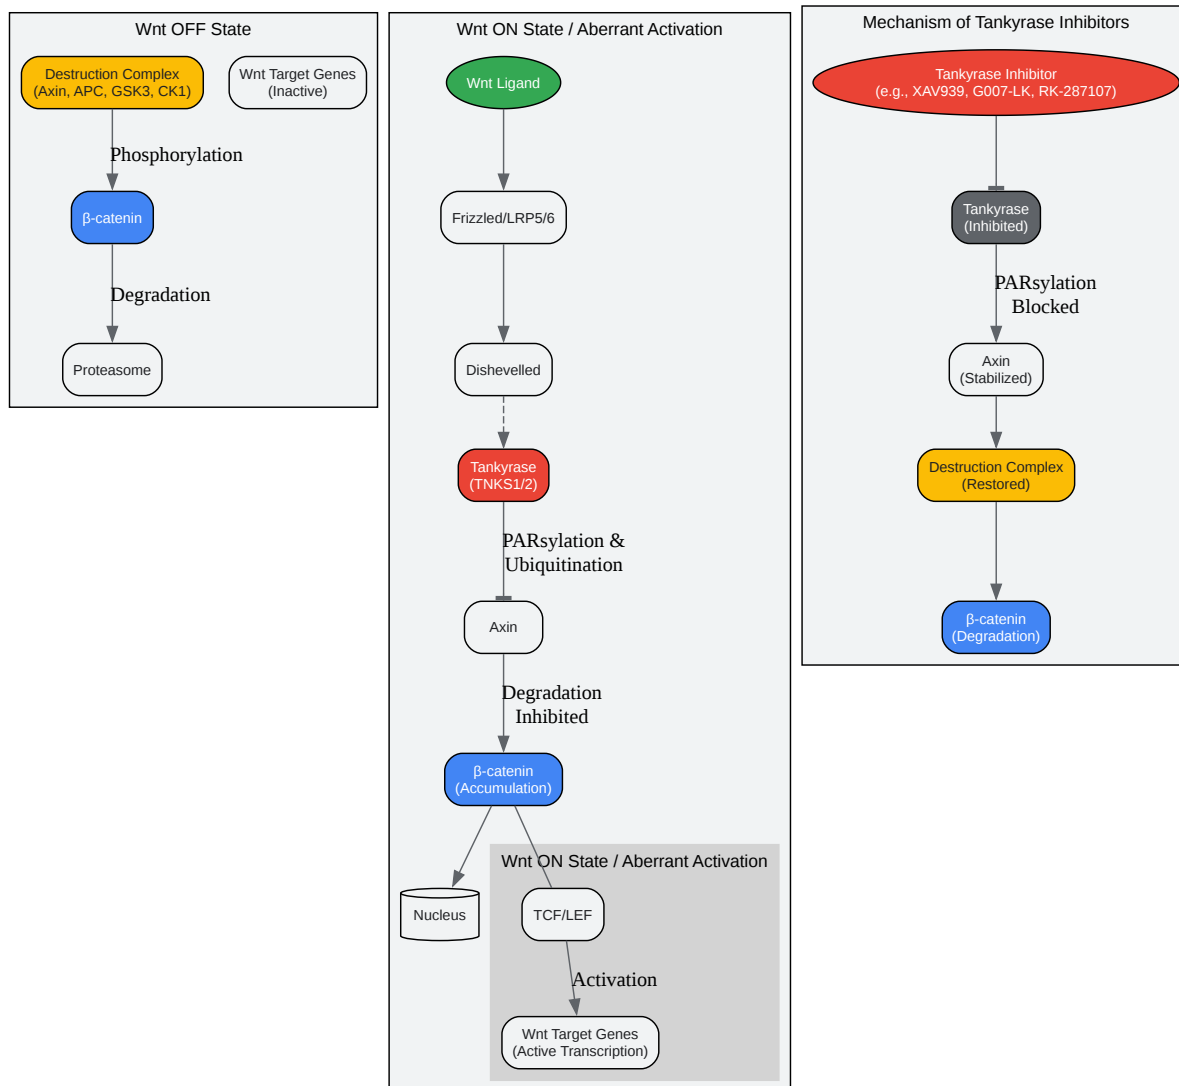 Wnt OFF State
Destruction Complex
(Axin, APC, GSK3, CK1)
Wnt Target Genes
(Inactive)
Phosphorylation
β-catenin
Degradation
Proteasome
Wnt ON State / Aberrant Activation
Wnt Ligand
Frizzled/LRP5/6
Dishevelled
Tankyrase
(TNKS1/2)
PARsylation &
Ubiquitination
Axin
Degradation
Inhibited
β-catenin
(Accumulation)
Nucleus
Wnt ON State / Aberrant Activation
TCF/LEF
Activation
Wnt Target Genes
(Active Transcription)
Mechanism of Tankyrase Inhibitors
Tankyrase Inhibitor
(e.g., XAV939, G007-LK, RK-287107)
Tankyrase
(Inhibited)
PARsylation
Blocked
Axin
(Stabilized)
Destruction Complex
(Restored)
β-catenin
(Degradation)